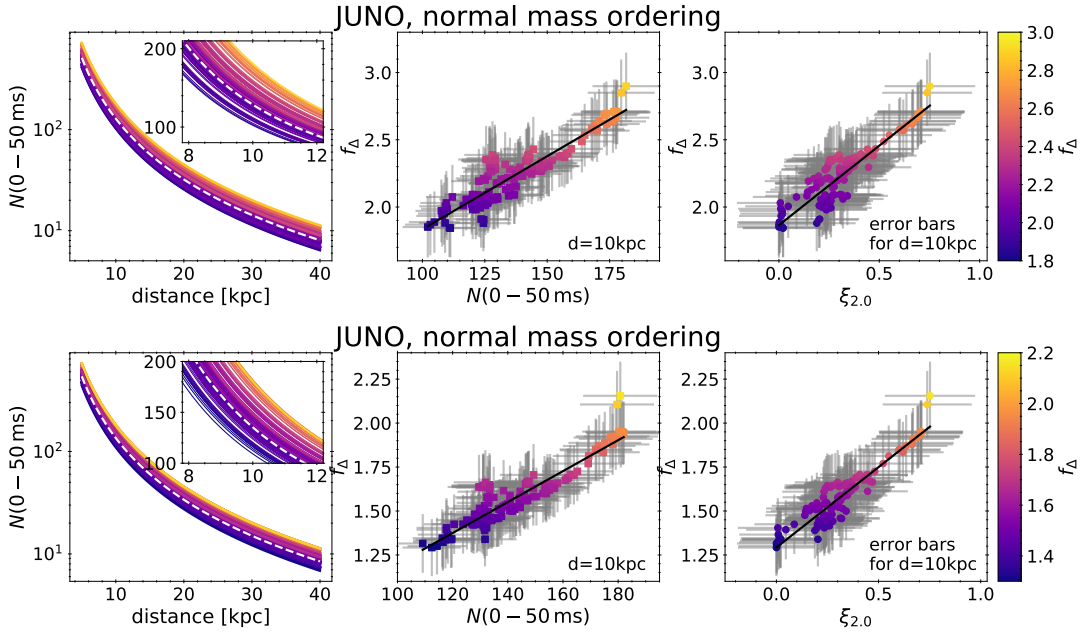 JUNO, normal mass ordering
N(0 − 50 ms)
10²
10¹
200
100
8 10 12
10 20 30 40
distance [kpc]
f_Δ
3.0
2.5
2.0
d=10kpc
100 125 150 175
N(0 − 50 ms)
f_Δ
3.0
2.5
2.0
error bars
for d=10kpc
0.0 0.5 1.0
ξ_2.0
3.0
2.8
2.6
2.4
2.2
2.0
1.8
f_Δ
JUNO, normal mass ordering
N(0 − 50 ms)
10²
10¹
200
150
100
8 10 12
10 20 30 40
distance [kpc]
f_Δ
2.25
2.00
1.75
1.50
1.25
d=10kpc
100 120 140 160 180
N(0 − 50 ms)
f_Δ
2.25
2.00
1.75
1.50
1.25
error bars
for d=10kpc
0.0 0.5 1.0
ξ_2.0
2.2
2.0
1.8
1.6
1.4
f_Δ